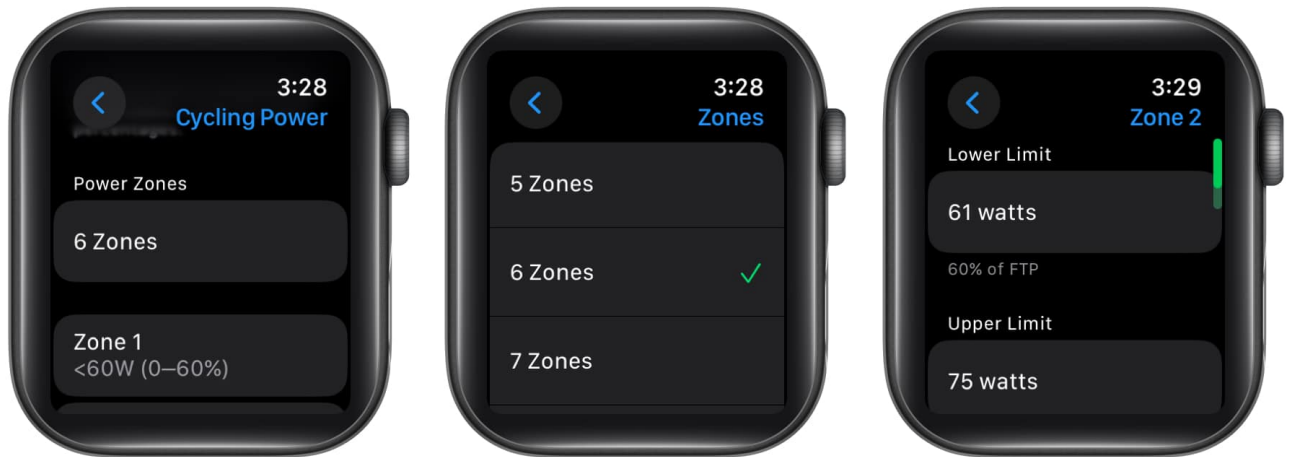 3:28
Cycling Power
percentages.
Power Zones
6 Zones
Zone 1
<60W (0–60%)
3:28
Zones
5 Zones
6 Zones
7 Zones
3:29
Zone 2
Lower Limit
61 watts
60% of FTP
Upper Limit
75 watts